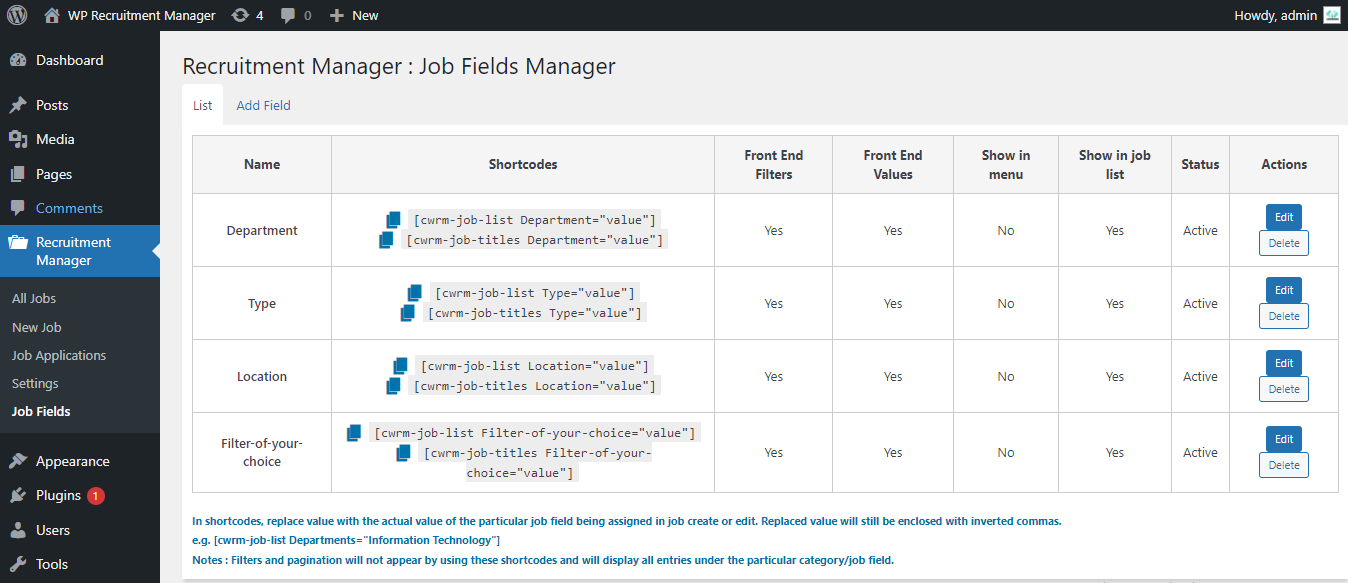 WP Recruitment Manager 4 0 New Howdy, admin
Dashboard
Posts
Media
Pages
Comments
Recruitment
Manager
All Jobs
New Job
Job Applications
Settings
Job Fields
Appearance
Plugins 1
Users
Tools
Recruitment Manager : Job Fields Manager
List Add Field
Name Shortcodes Front End Filters Front End Values Show in menu Show in job list Status Actions
Department [cwrm-job-list Department="value"] Yes Yes No Yes Active Edit
[cwrm-job-titles Department="value"] Delete
Type [cwrm-job-list Type="value"] Yes Yes No Yes Active Edit
[cwrm-job-titles Type="value"] Delete
Location [cwrm-job-list Location="value"] Yes Yes No Yes Active Edit
[cwrm-job-titles Location="value"] Delete
Filter-of-your-choice [cwrm-job-list Filter-of-your-choice="value"] Yes Yes No Yes Active Edit
[cwrm-job-titles Filter-of-your-
choice="value"] Delete
In shortcodes, replace value with the actual value of the particular job field being assigned in job create or edit. Replaced value will still be enclosed with inverted commas.
e.g. [cwrm-job-list Departments="Information Technology"]
Notes : Filters and pagination will not appear by using these shortcodes and will display all entries under the particular category/job field.